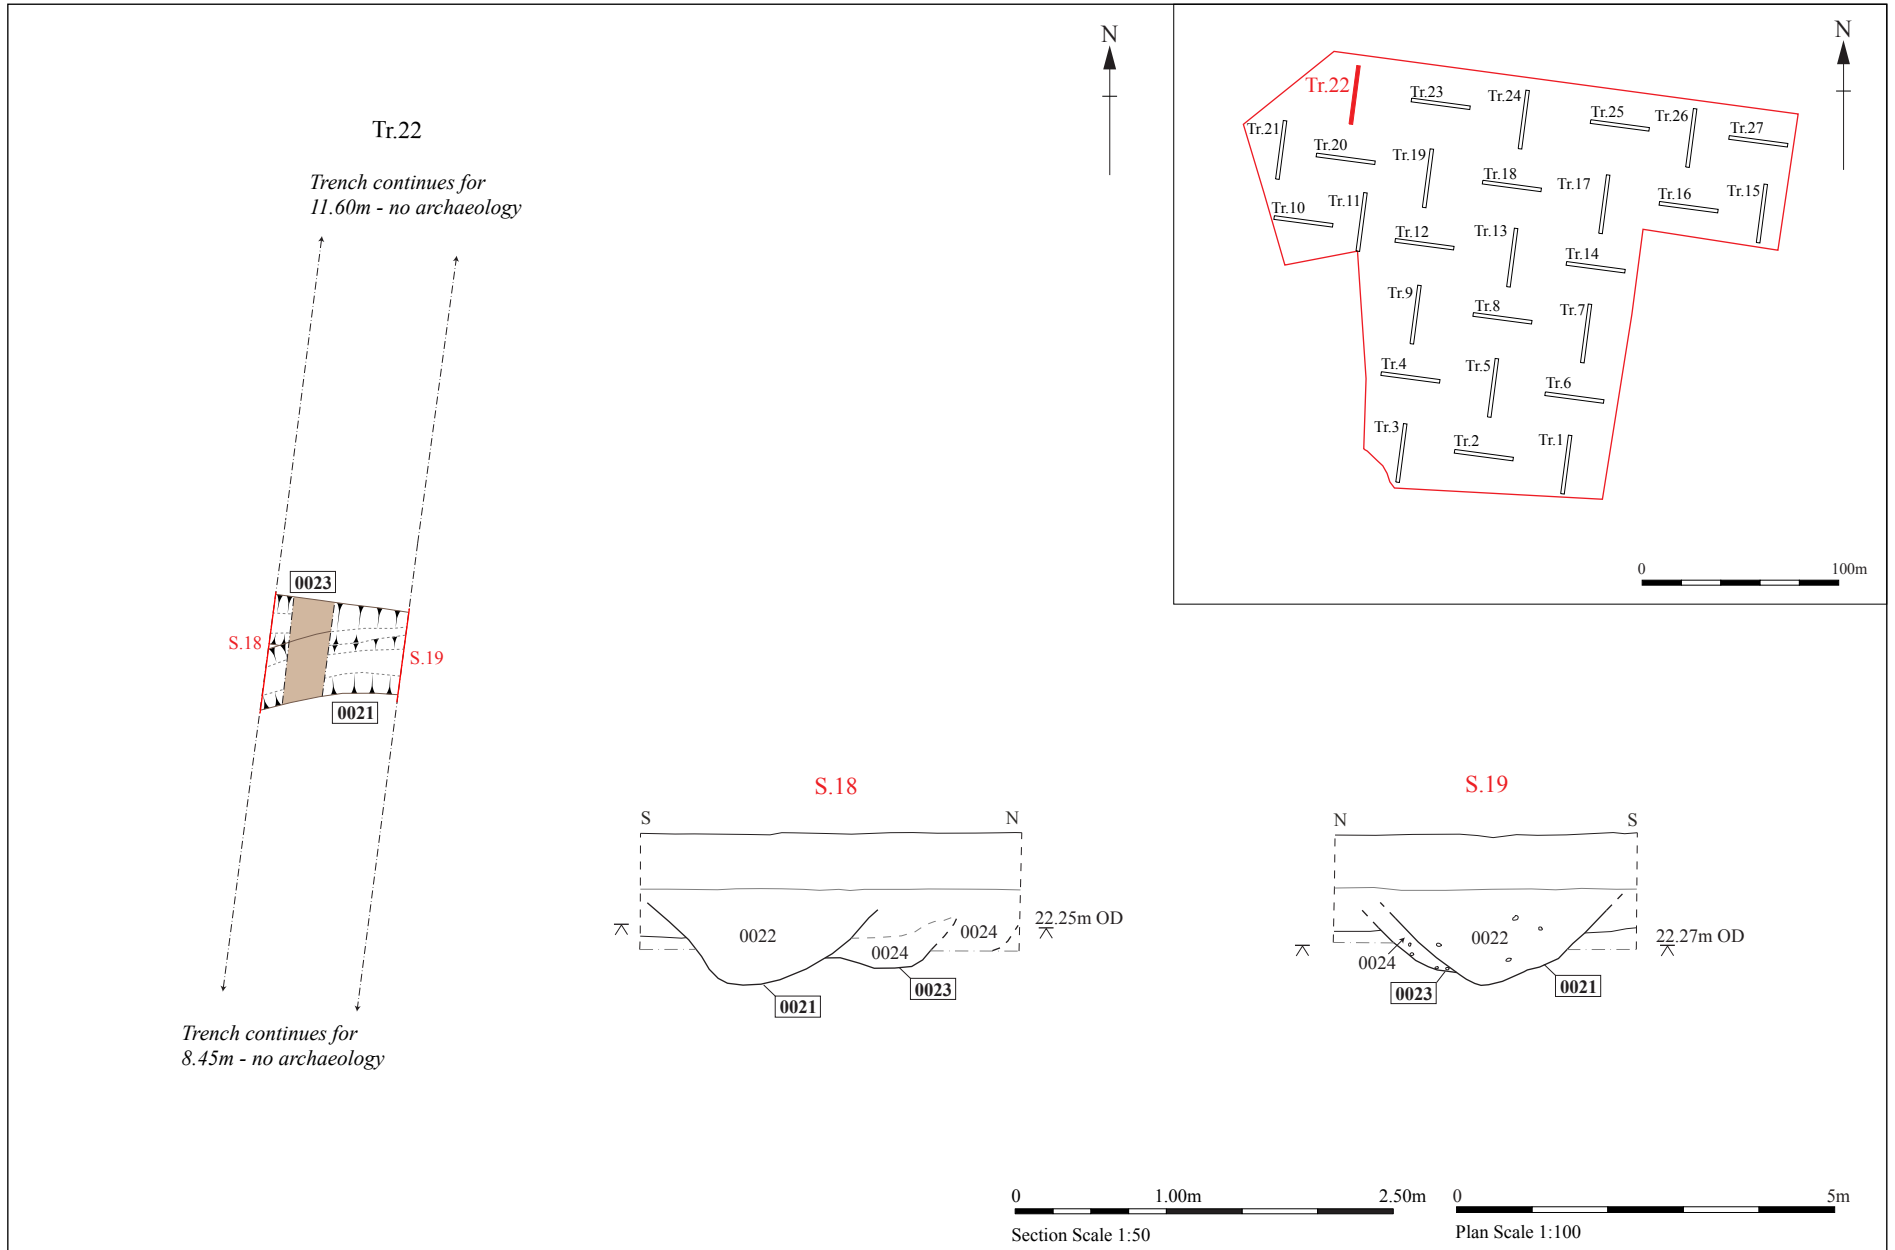 Tr.22
Trench continues for
11.60m - no archaeology
N
0023
S.18
S.19
0021
Trench continues for
8.45m - no archaeology
N
Tr.22
Tr.23
Tr.24
Tr.25
Tr.26
Tr.27
Tr.21
Tr.20
Tr.19
Tr.18
Tr.17
Tr.16
Tr.15
Tr.10
Tr.11
Tr.12
Tr.13
Tr.14
Tr.9
Tr.8
Tr.7
Tr.4
Tr.5
Tr.6
Tr.3
Tr.2
Tr.1
0 100m
S.18
S N
22.25m OD
0022
0024
0024
0023
0021
S.19
N S
22.27m OD
0022
0024
0023
0021
0 1.00m 2.50m
Section Scale 1:50
0 5m
Plan Scale 1:100